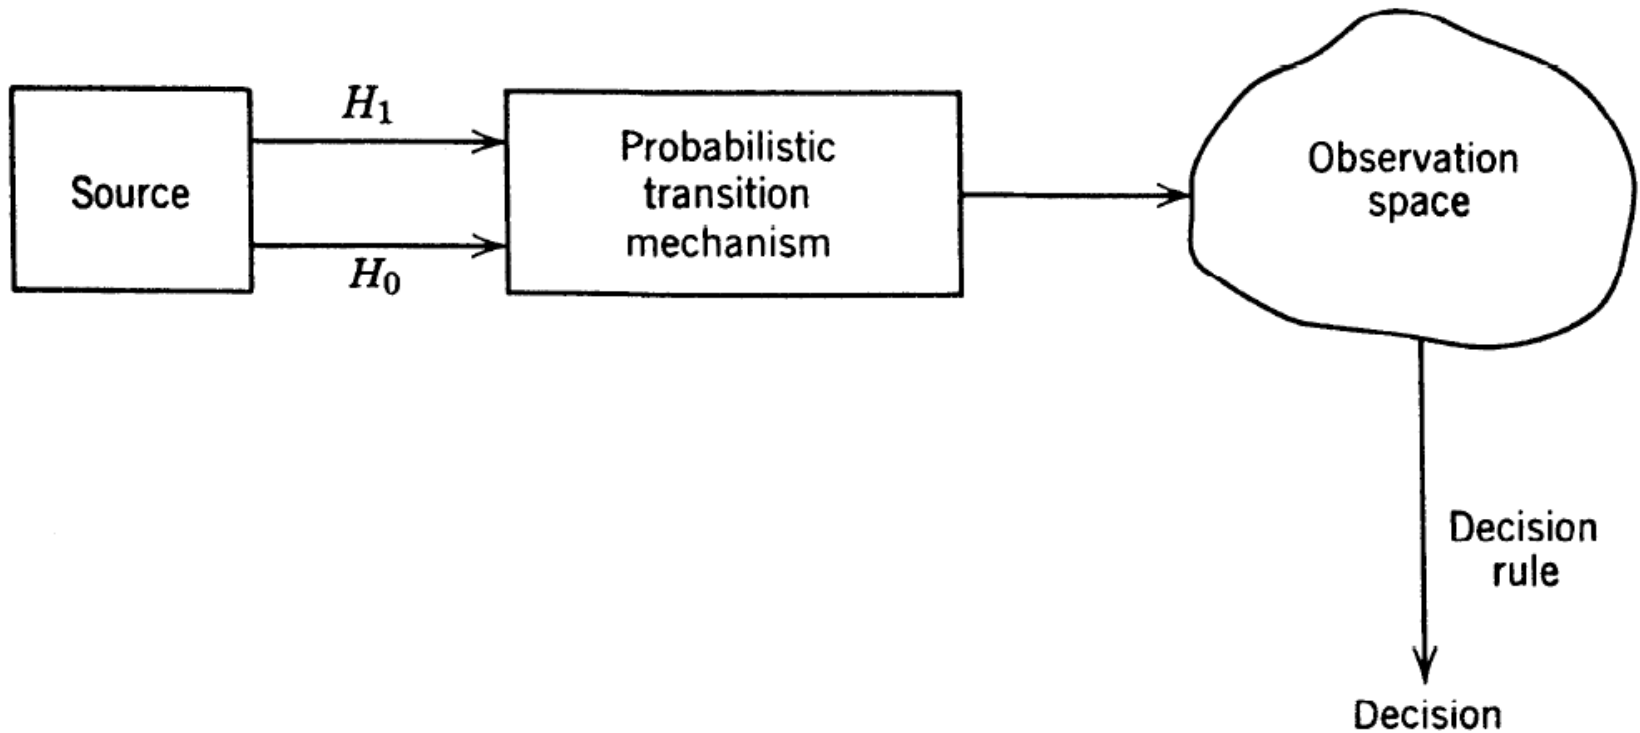 H₁
Source
H₀
Probabilistic
transition
mechanism
Observation
space
Decision
rule
Decision